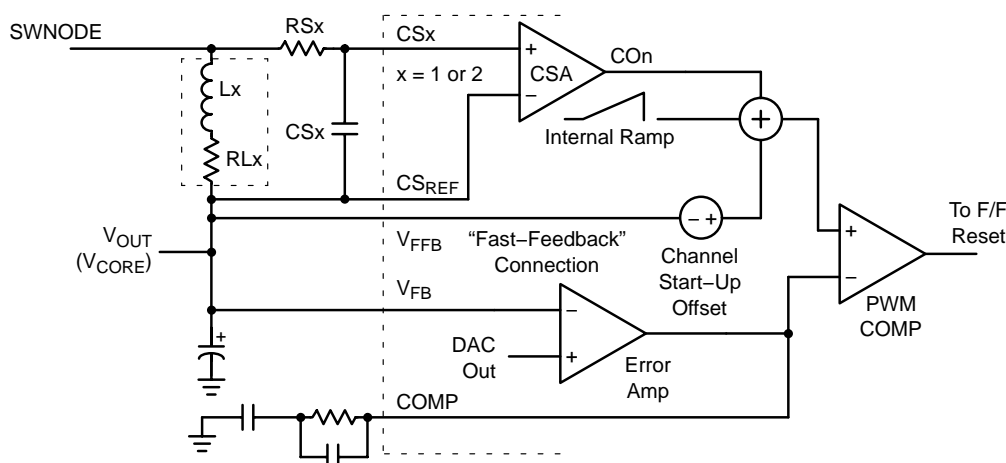 SWNODE
RSx
CSx
x = 1 or 2
+
CSA
−
COn
Lx
CSx
RLx
Internal Ramp
+
CSREF
− +
VOUT
(VCORE)
VFFB
“Fast−Feedback”
Connection
Channel
Start−Up
Offset
+
−
PWM
COMP
To F/F
Reset
VFB
+
−
+
DAC
Out
Error
Amp
COMP